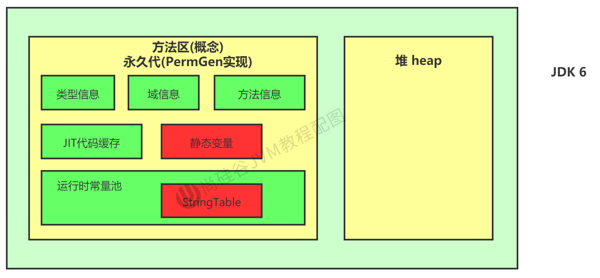 方法区(概念)
永久代(PermGen实现)
堆 heap
JDK 6
类型信息
域信息
方法信息
JIT代码缓存
静态变量
运行时常量池
StringTable
尚硅谷JVM教程配图